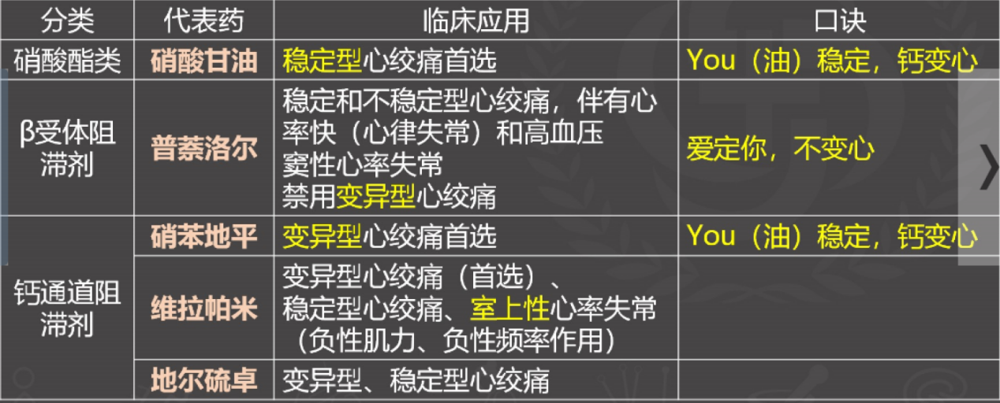 分类 代表药 临床应用 口诀
硝酸酯类 硝酸甘油 稳定型心绞痛首选 You（油）稳定，钙变心
β受体阻
滞剂
普萘洛尔
稳定和不稳定型心绞痛，伴有心
率快（心律失常）和高血压
窦性心率失常
禁用变异型心绞痛
爱定你，不变心
钙通道阻
滞剂
硝苯地平 变异型心绞痛首选 You（油）稳定，钙变心
维拉帕米
变异型心绞痛（首选）、
稳定型心绞痛、室上性心率失常
（负性肌力、负性频率作用）
地尔硫卓 变异型、稳定型心绞痛